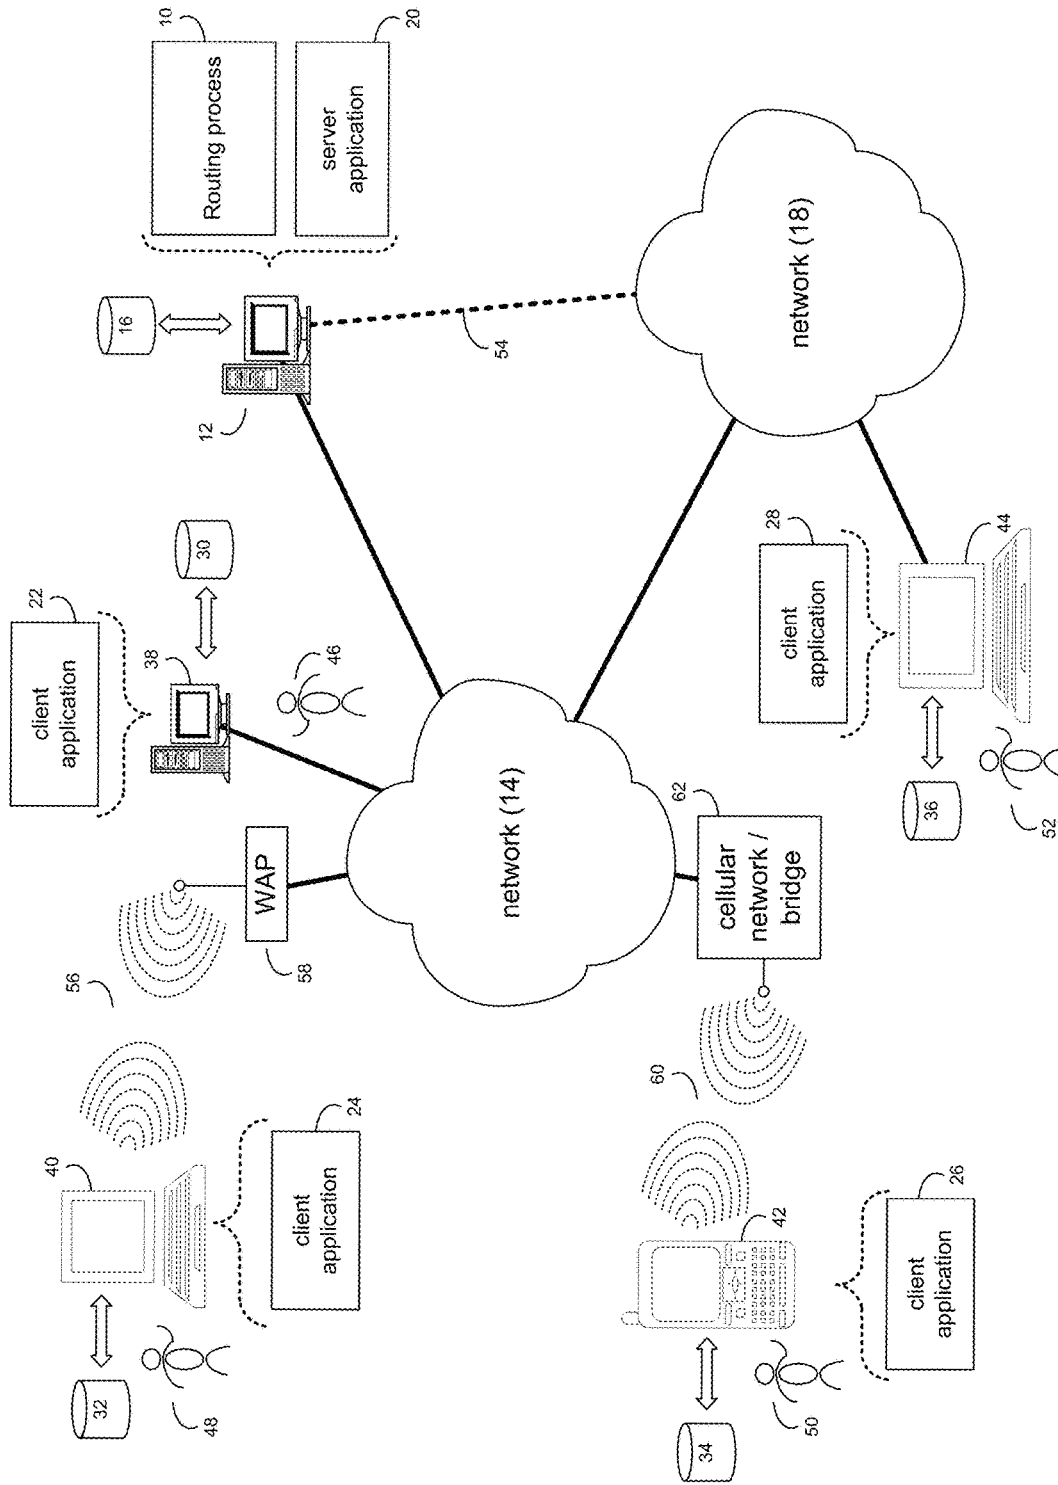 22
client
application
10
Routing process
20
server
application
16
12
30
38
46
40
32
48
24
client
application
56
WAP
58
54
network (14)
network (18)
62
cellular
network /
bridge
60
42
34
50
26
client
application
28
client
application
44
36
52